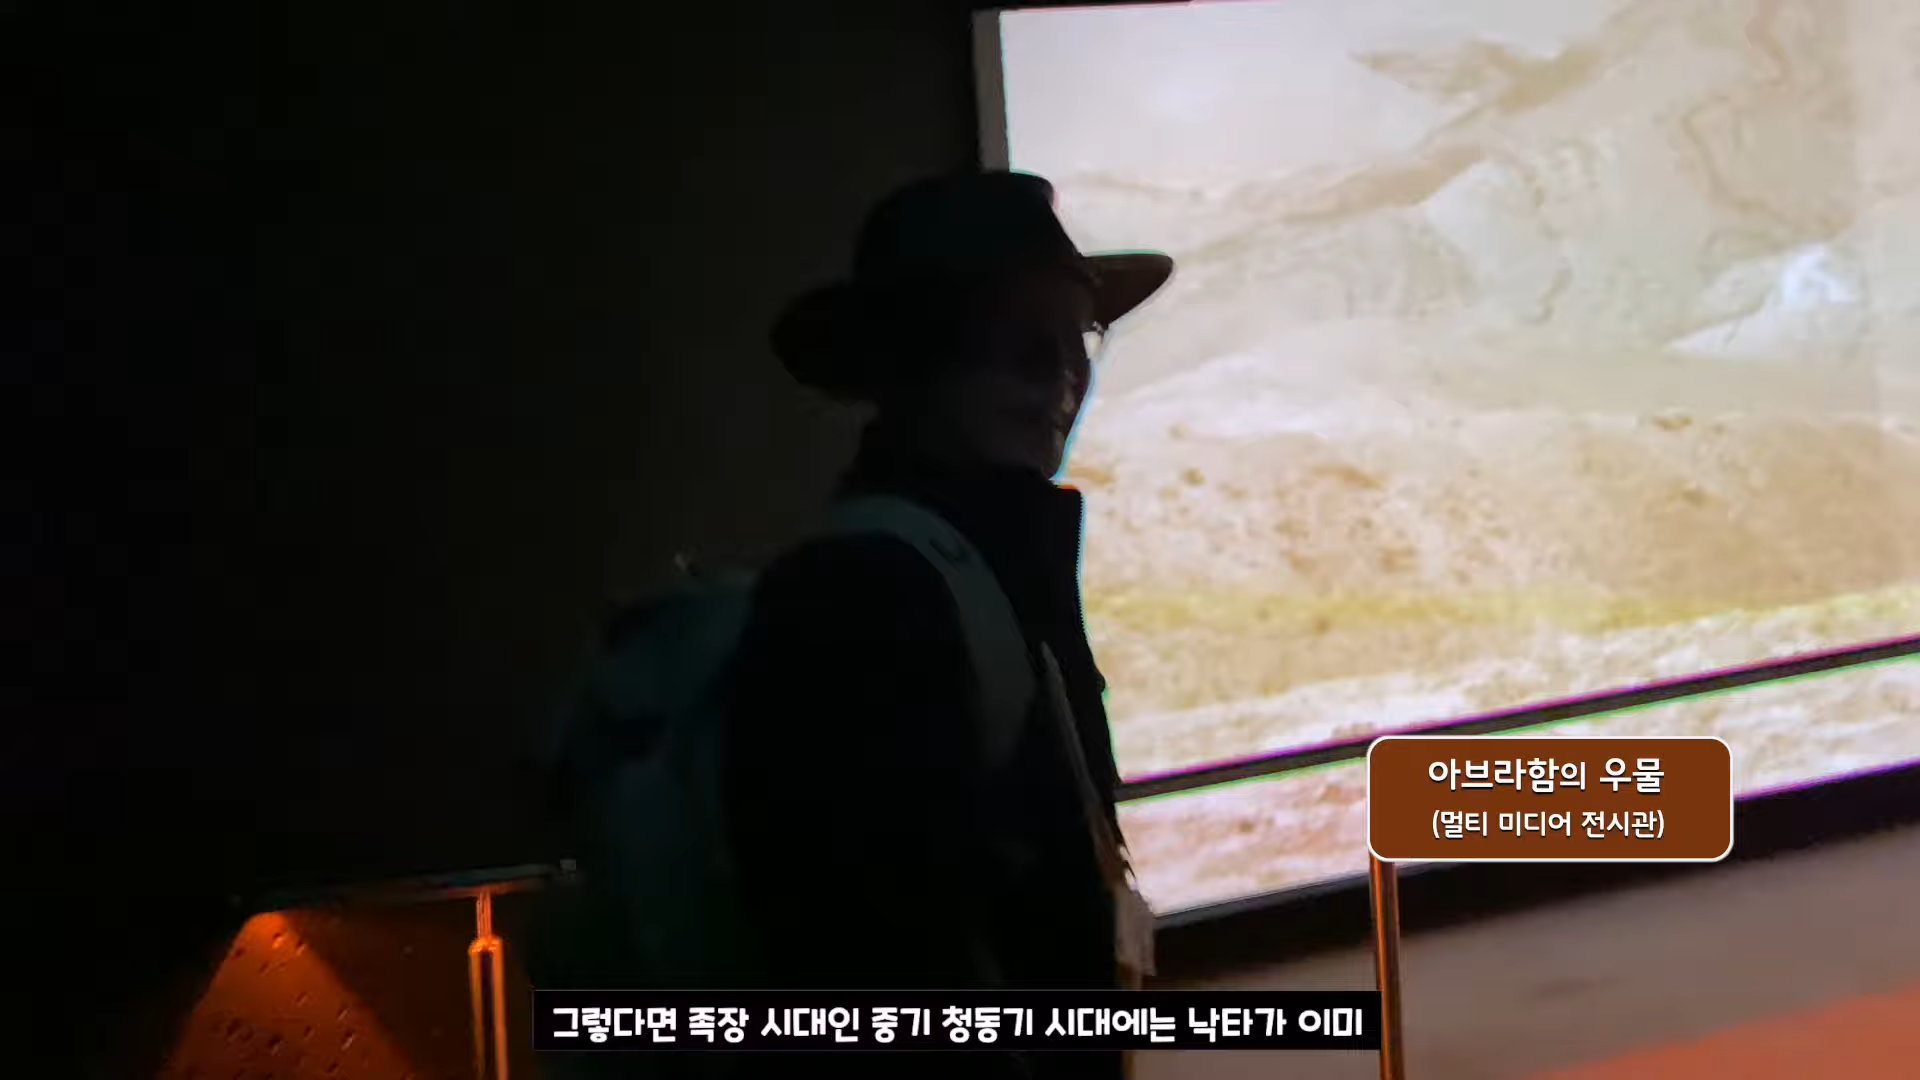 아브라함의 우물
(멀티 미디어 전시관)
그렇다면 족장 시대인 중기 청동기 시대에는 낙타가 이미